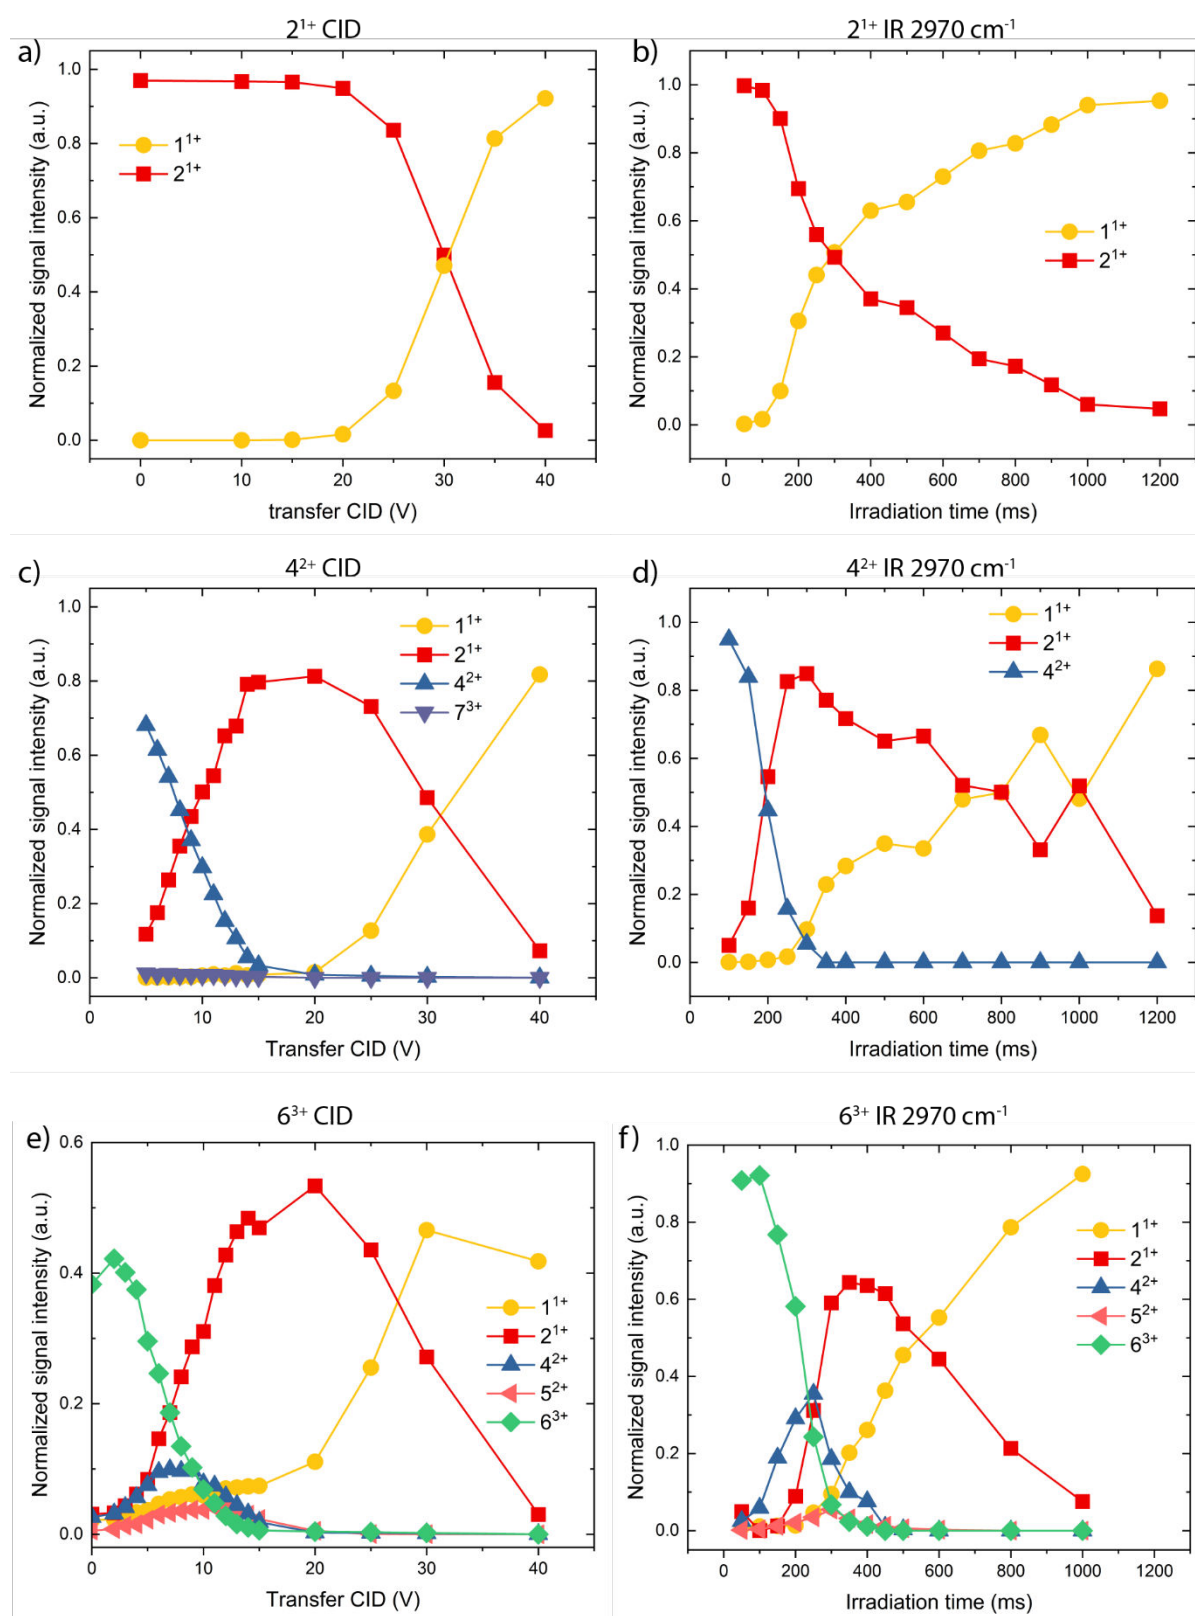 2¹⁺ CID
a)
Normalized signal intensity (a.u.)
1.0
0.8
0.6
0.4
0.2
0.0
1¹⁺
2¹⁺
0 10 20 30 40
transfer CID (V)
2¹⁺ IR 2970 cm⁻¹
b)
Normalized signal intensity (a.u.)
1.0
0.8
0.6
0.4
0.2
0.0
1¹⁺
2¹⁺
0 200 400 600 800 1000 1200
Irradiation time (ms)
4²⁺ CID
c)
Normalized signal intensity (a.u.)
1.0
0.8
0.6
0.4
0.2
0.0
1¹⁺
2¹⁺
4²⁺
7³⁺
0 10 20 30 40
Transfer CID (V)
4²⁺ IR 2970 cm⁻¹
d)
Normalized signal intensity (a.u.)
1.0
0.8
0.6
0.4
0.2
0.0
1¹⁺
2¹⁺
4²⁺
0 200 400 600 800 1000 1200
Irradiation time (ms)
6³⁺ CID
e)
Normalized signal intensity (a.u.)
0.6
0.4
0.2
0.0
1¹⁺
2¹⁺
4²⁺
5²⁺
6³⁺
0 10 20 30 40
Transfer CID (V)
6³⁺ IR 2970 cm⁻¹
f)
Normalized signal intensity (a.u.)
1.0
0.8
0.6
0.4
0.2
0.0
1¹⁺
2¹⁺
4²⁺
5²⁺
6³⁺
0 200 400 600 800 1000 1200
Irradiation time (ms)